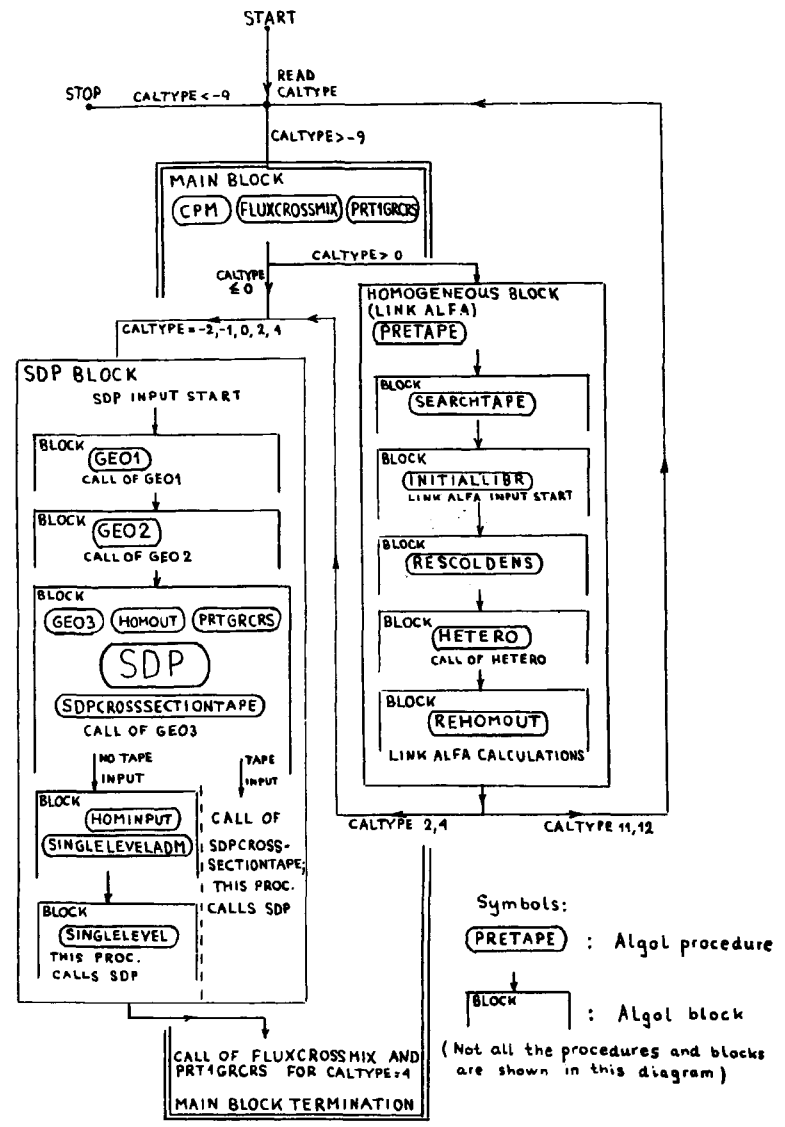 START
READ
CALTYPE
STOP
CALTYPE<-9
CALTYPE>-9
MAIN BLOCK
CPM
FLUXCROSSMIX
PRT1GRCRS
CALTYPE>0
CALTYPE
≤0
CALTYPE=-2,-1,0,2,4
HOMOGENEOUS BLOCK
(LINK ALFA)
PRETAPE
BLOCK
SEARCHTAPE
BLOCK
INITIALLIBR
LINK ALFA INPUT START
BLOCK
RESCOLDENS
BLOCK
HETERO
CALL OF HETERO
BLOCK
REHOMOUT
LINK ALFA CALCULATIONS
CALTYPE 2,4
CALTYPE 11,12
SDP BLOCK
SDP INPUT START
BLOCK
GEO1
CALL OF GEO1
BLOCK
GEO2
CALL OF GEO2
BLOCK
GEO3
HOMOUT
PRTGRCRS
SDP
SDPCROSSECTIONTAPE
CALL OF GEO3
NO TAPE
INPUT
TAPE
INPUT
BLOCK
HOMINPUT
SINGLELEVELADM
BLOCK
SINGLELEVEL
THIS PROC.
CALLS SDP
CALL OF
SDPCROSS-
SECTIONTAPE;
THIS PROC.
CALLS SDP
CALL OF FLUXCROSSMIX AND
PRT1GRCRS FOR CALTYPE=4
MAIN BLOCK TERMINATION
Symbols:
PRETAPE : Algol procedure
BLOCK : Algol block
(Not all the procedures and blocks
are shown in this diagram)